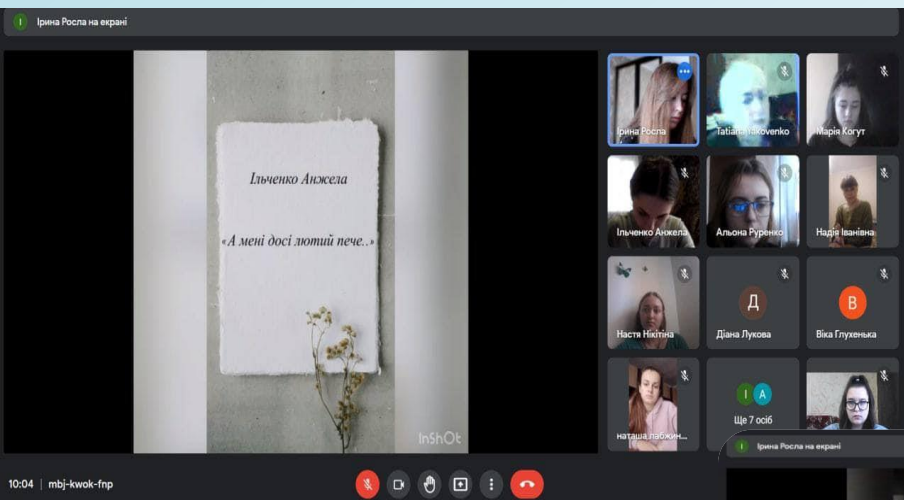 І Ірина Росла на екрані
Ільченко Анжела
«А мені досі лютий пече..»
InShOt
Ірина Росла
Tatiana Yakovenko
Марія Когут
Ільченко Анжела
Альона Руренко
Надія Іванівна
Настя Нікітіна
Д
Діана Лукова
В
Віка Глухенька
наташа лабжин...
І А
Ще 7 осіб
І Ірина Росла на екрані
10:04 | mbj-kwok-fnp